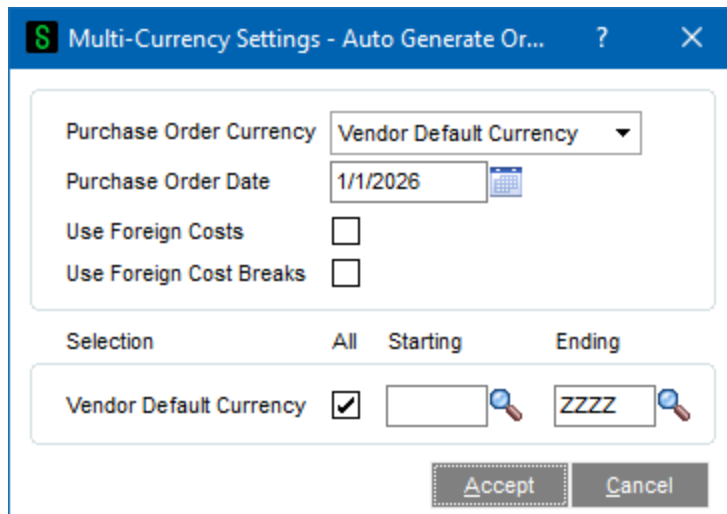 S Multi-Currency Settings - Auto Generate Or... ? X
Purchase Order Currency Vendor Default Currency
Purchase Order Date 1/1/2026
Use Foreign Costs
Use Foreign Cost Breaks
Selection All Starting Ending
Vendor Default Currency ZZZZ
Accept Cancel